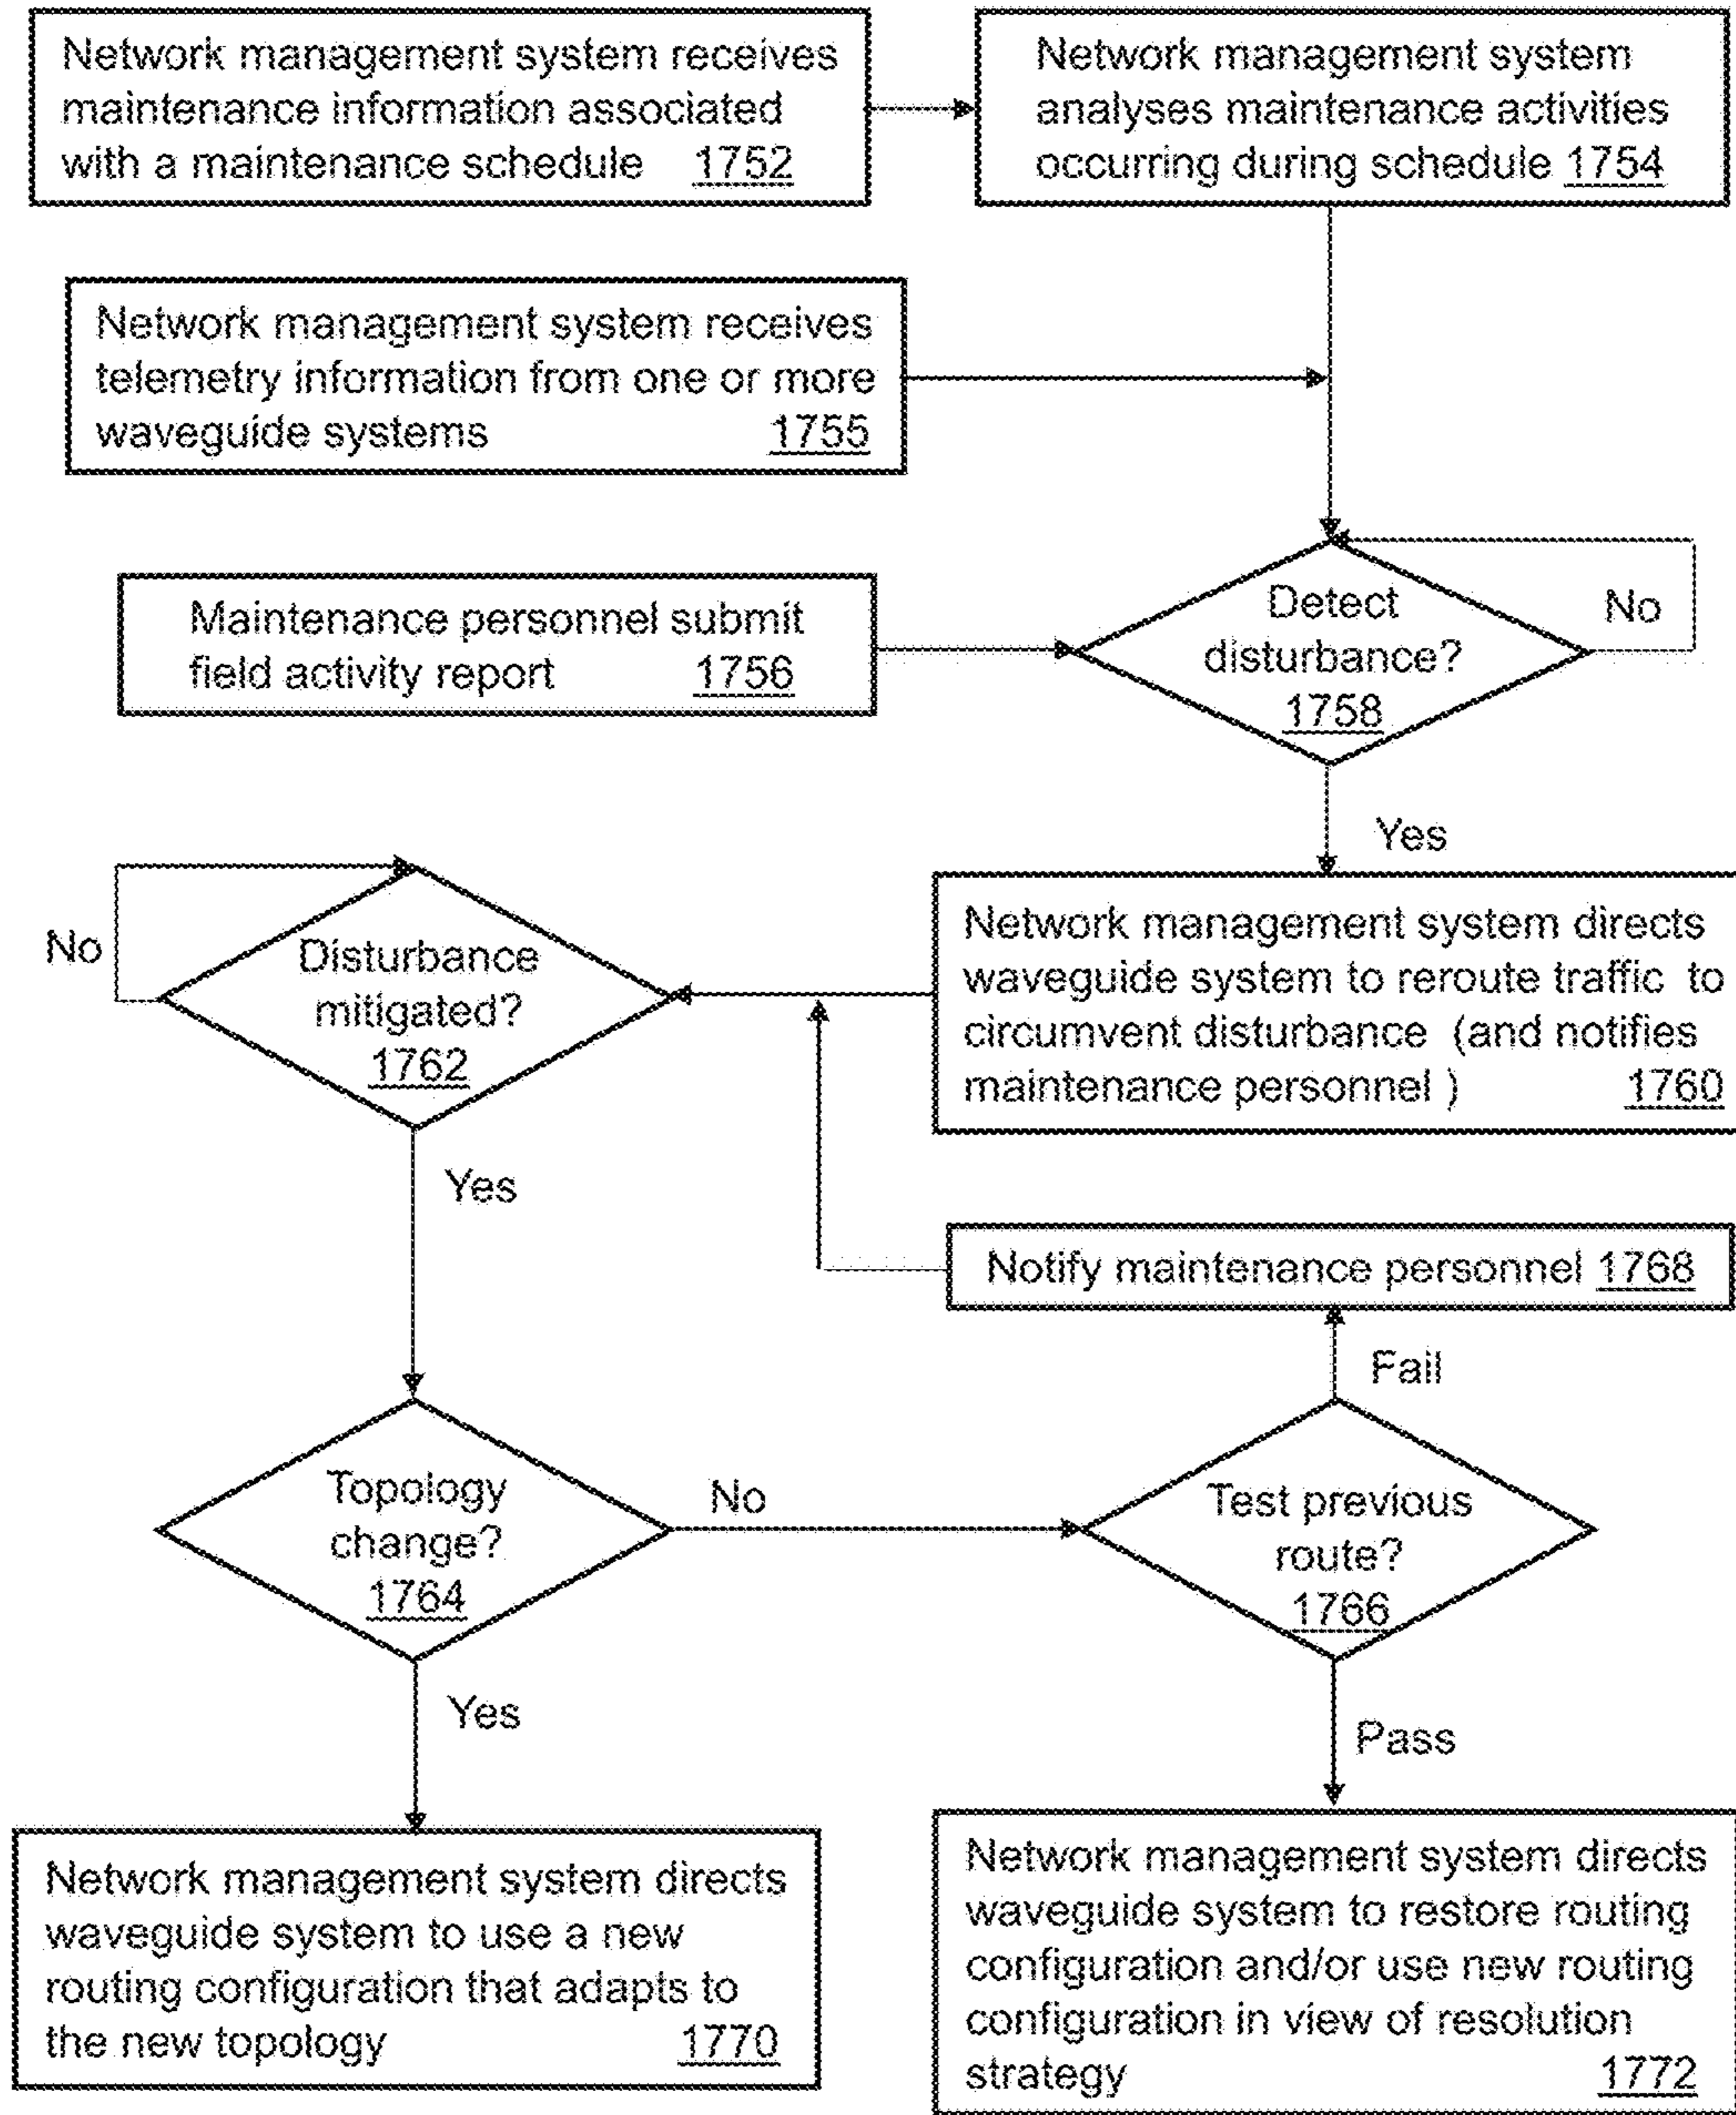 Network management system receives
maintenance information associated
with a maintenance schedule 1752
Network management system
analyses maintenance activities
occurring during schedule 1754
Network management system receives
telemetry information from one or more
waveguide systems 1755
Maintenance personnel submit
field activity report 1756
Detect
disturbance?
1758
No
Yes
Network management system directs
waveguide system to reroute traffic to
circumvent disturbance (and notifies
maintenance personnel ) 1760
No
Disturbance
mitigated?
1762
Yes
Notify maintenance personnel 1768
Fail
Topology
change?
1764
No
Test previous
route?
1766
Yes
Pass
Network management system directs
waveguide system to use a new
routing configuration that adapts to
the new topology 1770
Network management system directs
waveguide system to restore routing
configuration and/or use new routing
configuration in view of resolution
strategy 1772